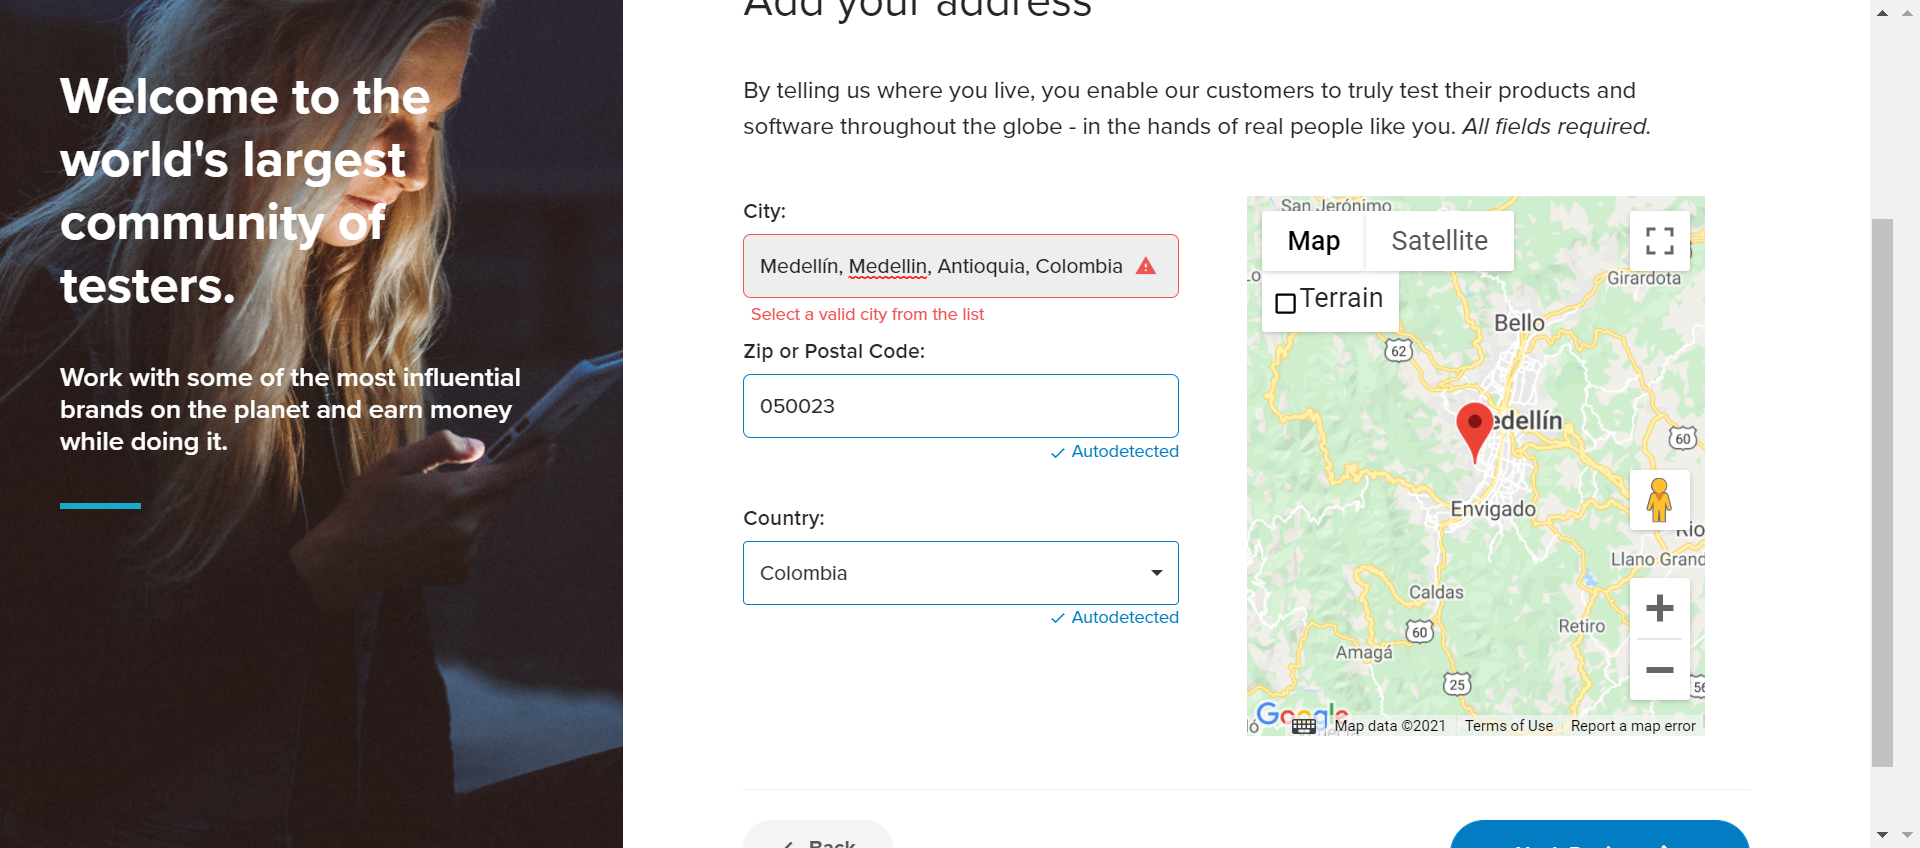 Add your address
Welcome to the
world's largest
community of
testers.
Work with some of the most influential
brands on the planet and earn money
while doing it.
By telling us where you live, you enable our customers to truly test their products and
software throughout the globe - in the hands of real people like you. All fields required.
City:
Medellín, Medellin, Antioquia, Colombia
Select a valid city from the list
Zip or Postal Code:
050023
Autodetected
Country:
Colombia
Autodetected
San Jerónimo
Map
Satellite
Terrain
Girardota
Bello
62
edellín
60
Envigado
Rio
Llano Grand
Caldas
60
Retiro
Amagá
25
56
Google
Map data ©2021
Terms of Use
Report a map error
Back